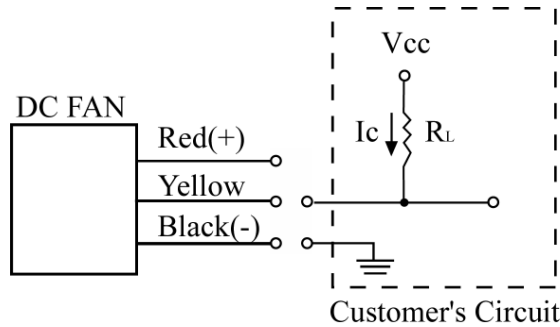 Vcc
DC FAN
Red(+)
Ic
RL
Yellow
Black(-)
Customer's Circuit